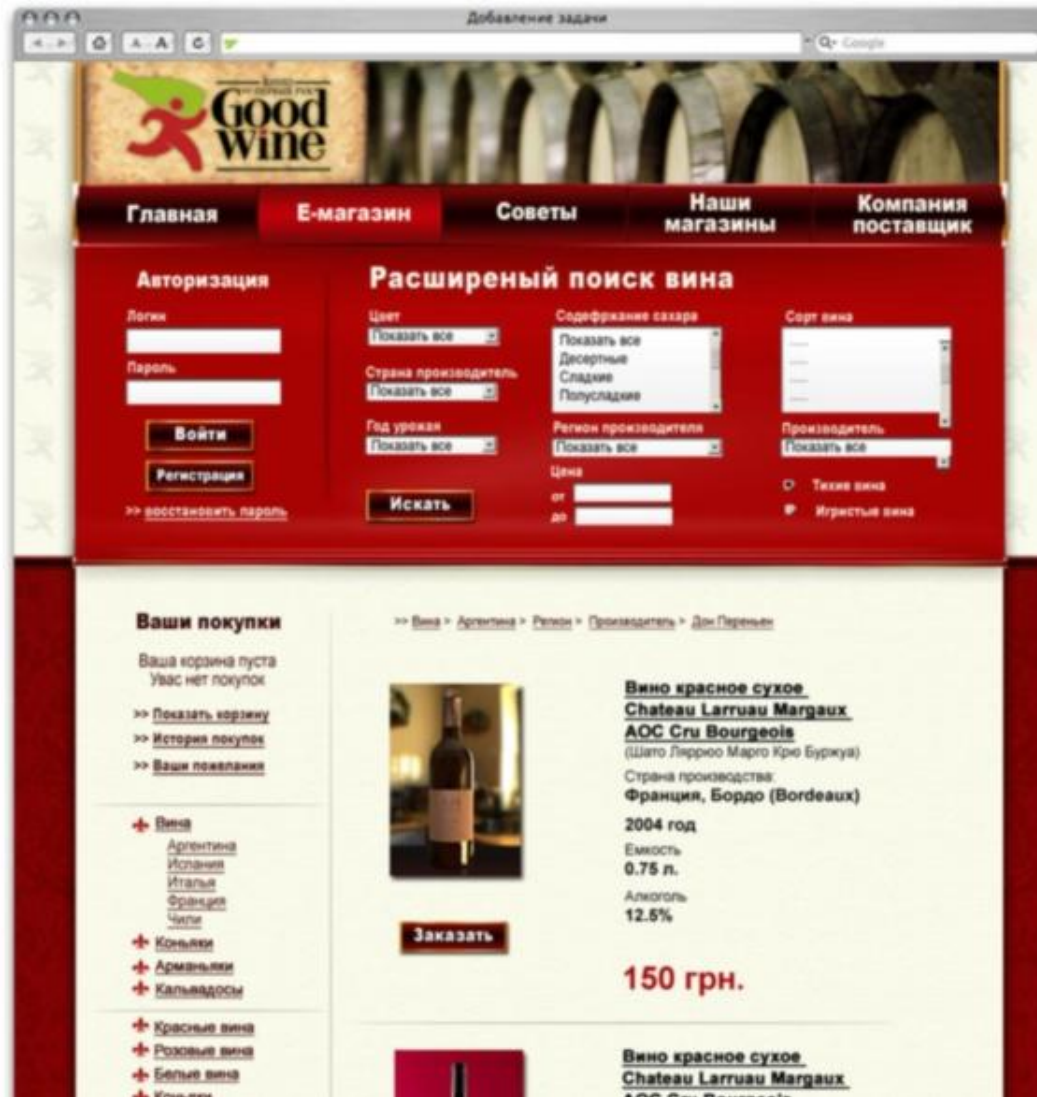 Добавление задачи
Google
Good
Wine
Главная
Е-магазин
Советы
Наши
магазины
Компания
поставщик
Авторизация
Логин
Пароль
Войти
Регистрация
>> восстановить пароль
Расширеный поиск вина
Цвет
Показать все
Страна производитель
Показать все
Год урожая
Показать все
Искать
Содефржание сахара
Показать все
Десертные
Сладкие
Полусладкие
Регион производителя
Показать все
Цена
от
до
Сорт вина
Производитель
Показать все
Тихие вина
Игристые вина
Ваши покупки
Ваша корзина пуста
Увас нет покупок
>> Показать корзину
>> История покупок
>> Ваши пожелания
Вина
Аргентина
Испания
Италья
Франция
Чили
Коньяки
Арманьяки
Кальвадосы
Красные вина
Розовые вина
Белые вина
Коньяки
>> Вина > Аргентина > Регион > Производитель > Дон Переньен
Заказать
Вино красное сухое
Chateau Larruau Margaux
AOC Cru Bourgeois
(Шато Ляррюо Марго Крю Буржуа)
Страна производства:
Франция, Бордо (Bordeaux)
2004 год
Емкость
0.75 л.
Алкоголь
12.5%
150 грн.
Вино красное сухое
Chateau Larruau Margaux
AOC Cru Bourgeois